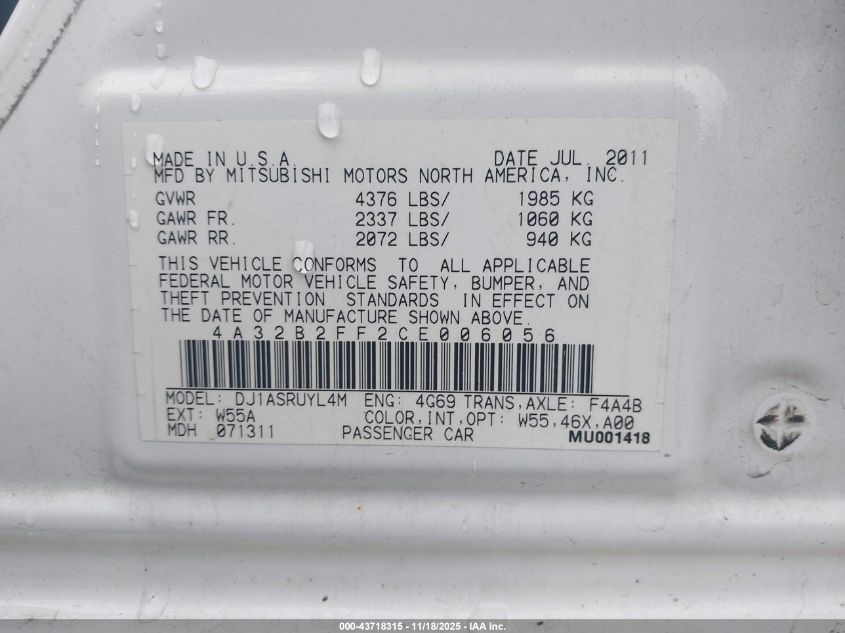 MADE IN U.S.A. DATE JUL. 2011
MFD BY MITSUBISHI MOTORS NORTH AMERICA, INC.
GVWR 4376 LBS/ 1985 KG
GAWR FR. 2337 LBS/ 1060 KG
GAWR RR. 2072 LBS/ 940 KG
THIS VEHICLE CONFORMS TO ALL APPLICABLE
FEDERAL MOTOR VEHICLE SAFETY, BUMPER, AND
THEFT PREVENTION STANDARDS IN EFFECT ON
THE DATE OF MANUFACTURE SHOWN ABOVE.
4A32B2FF2CE006056
MODEL: DJ1ASRUYL4M ENG: 4G69 TRANS,AXLE: F4A4B
EXT: W55A COLOR,INT,OPT: W55,46X,A00
MDH 071311 PASSENGER CAR MU001418
000-43718315 - 11/18/2025 - IAA Inc.